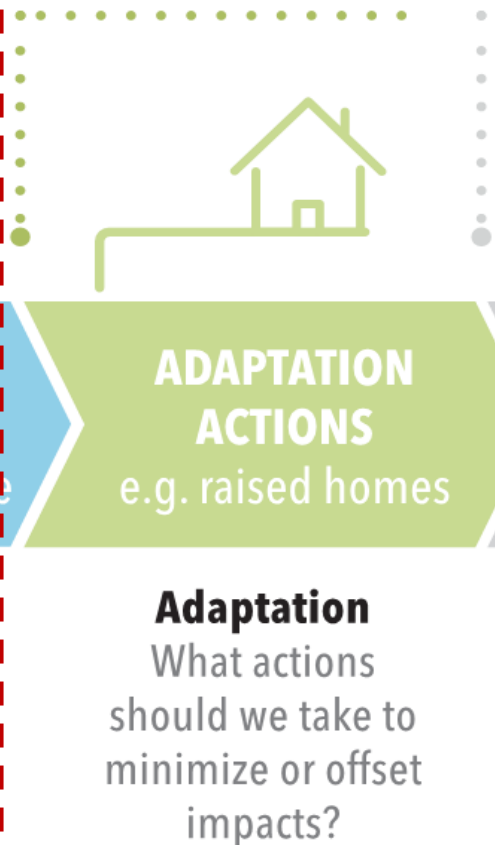 ADAPTATION
ACTIONS
e.g. raised homes
Adaptation
What actions
should we take to
minimize or offset
impacts?